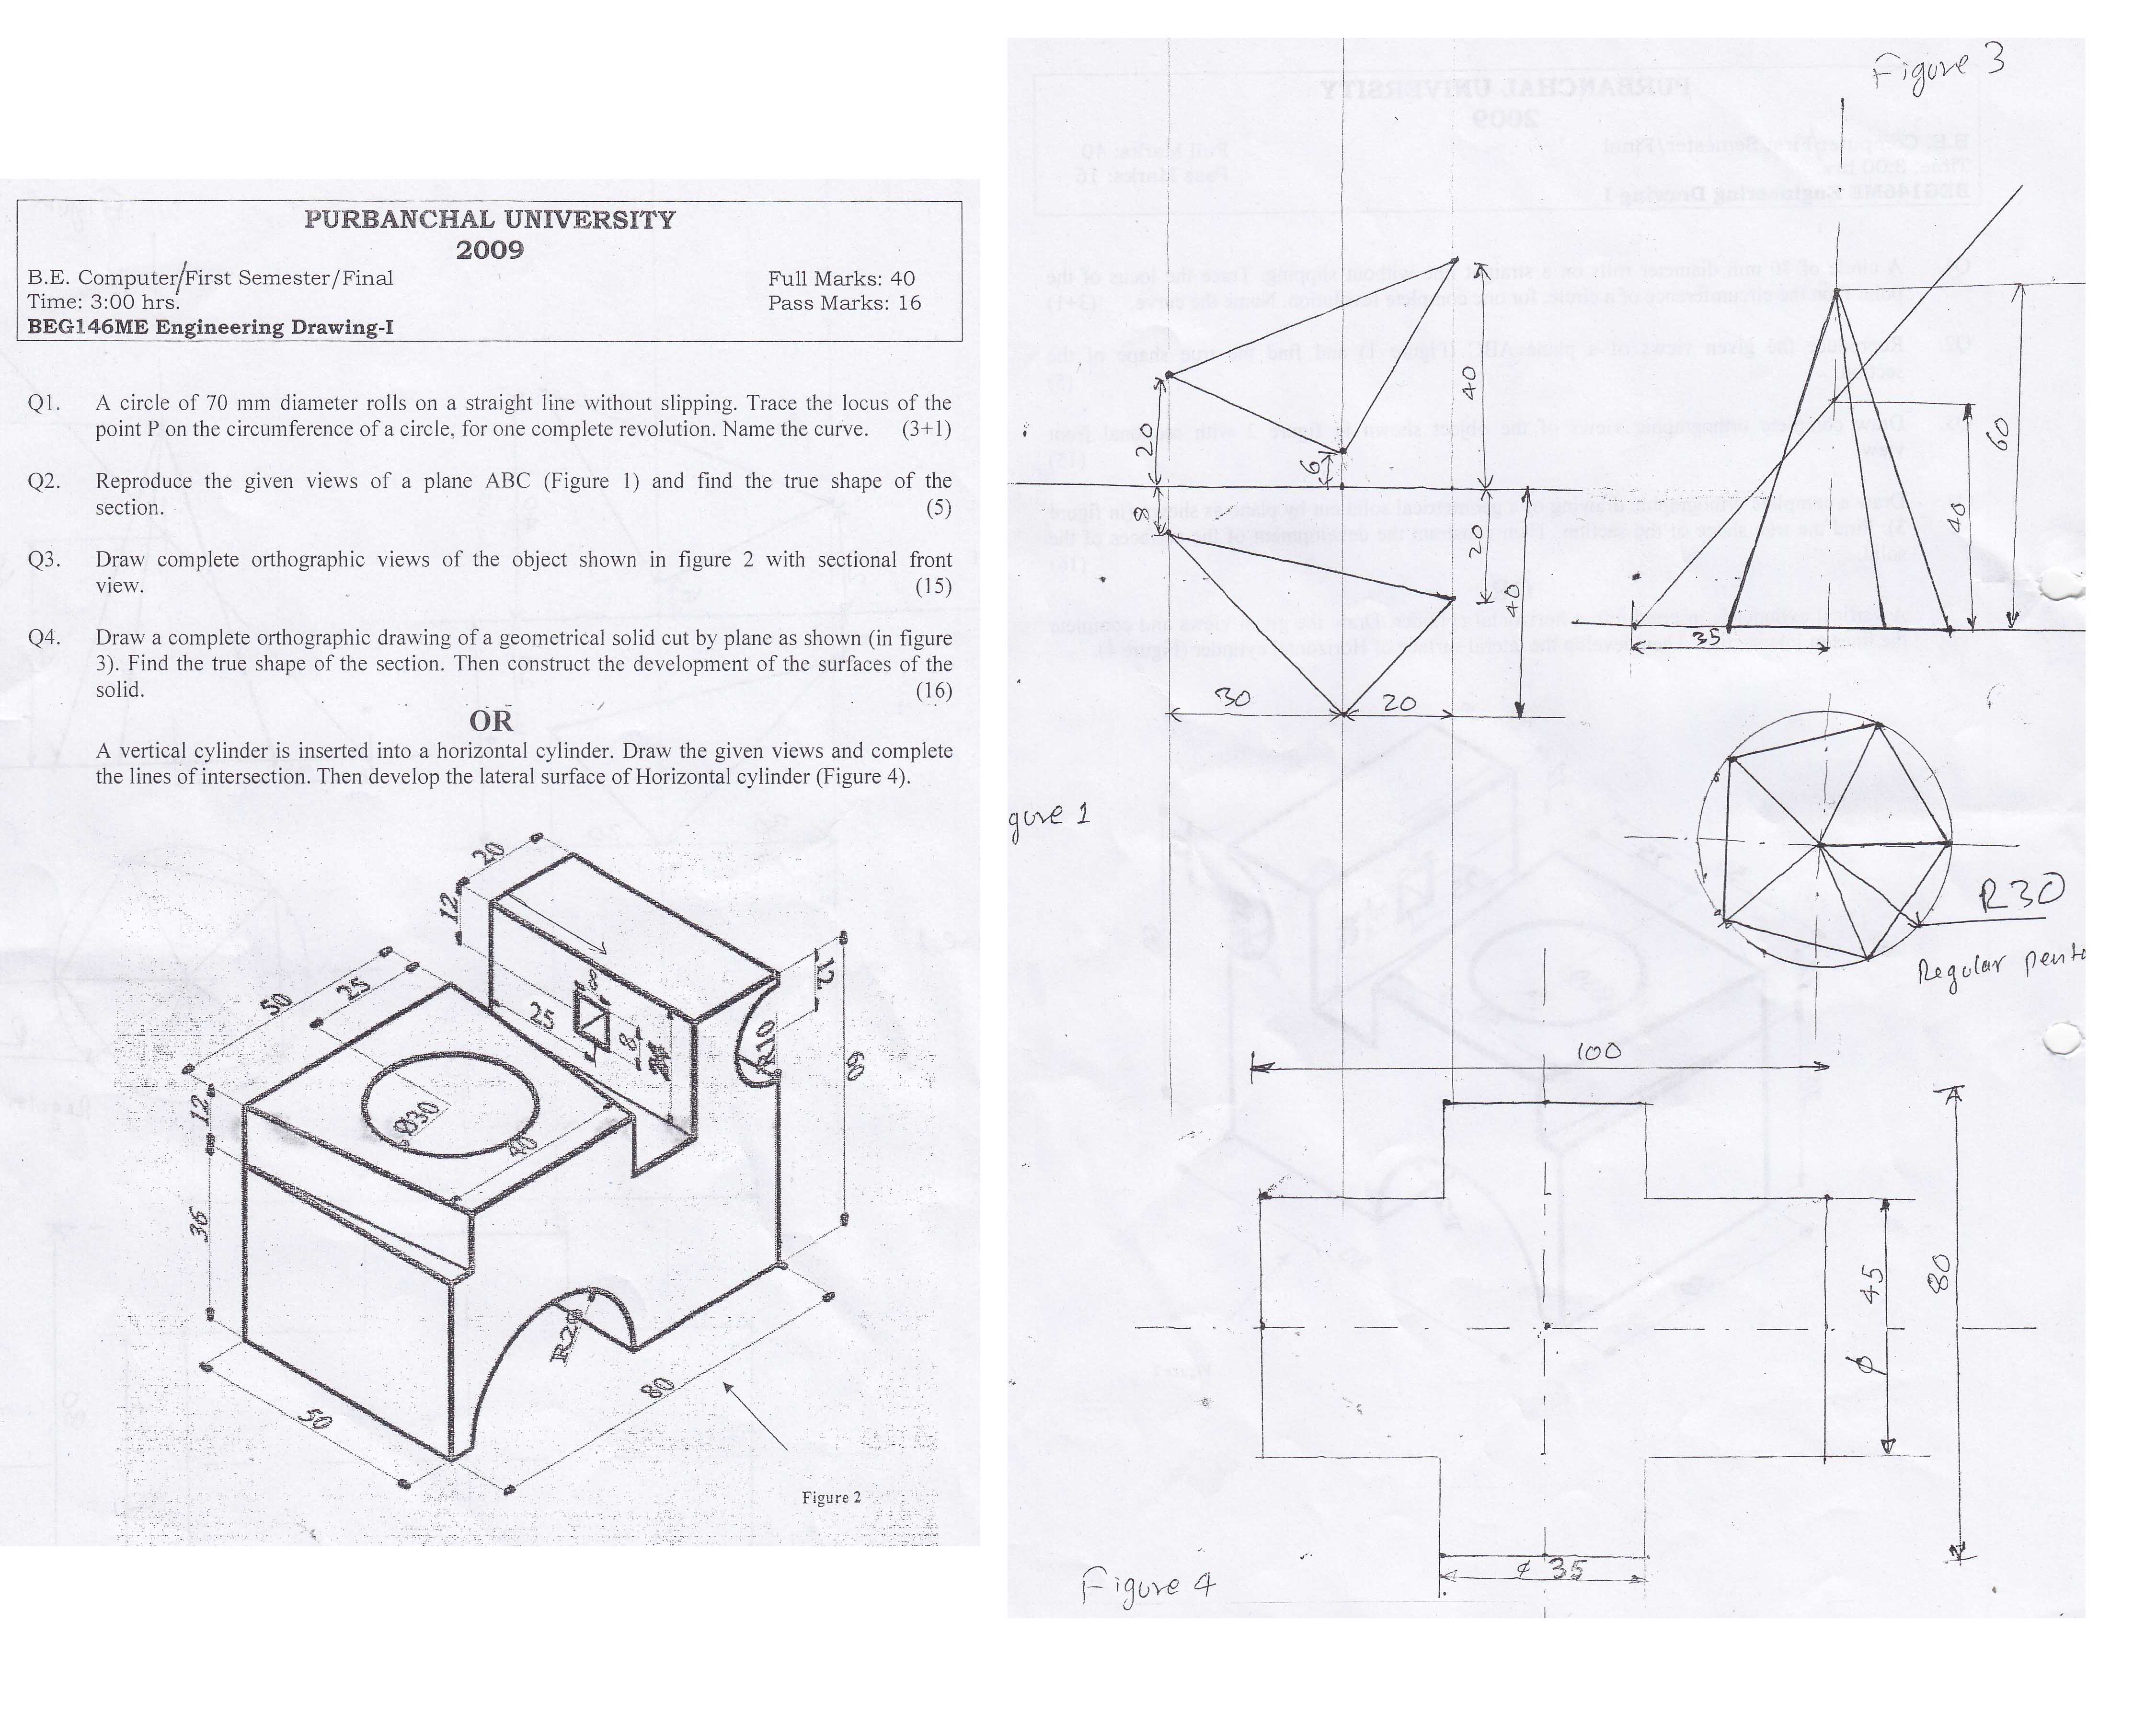 PURBANCHAL UNIVERSITY
2009
B.E. Computer/First Semester/Final
Full Marks: 40
Time: 3:00 hrs.
Pass Marks: 16
BEG146ME Engineering Drawing-I
Q1. A circle of 70 mm diameter rolls on a straight line without slipping. Trace the locus of the
point P on the circumference of a circle, for one complete revolution. Name the curve. (3+1)
Q2. Reproduce the given views of a plane ABC (Figure 1) and find the true shape of the
section. (5)
Q3. Draw complete orthographic views of the object shown in figure 2 with sectional front
view. (15)
Q4. Draw a complete orthographic drawing of a geometrical solid cut by plane as shown (in figure
3). Find the true shape of the section. Then construct the development of the surfaces of the
solid. (16)
OR
A vertical cylinder is inserted into a horizontal cylinder. Draw the given views and complete
the lines of intersection. Then develop the lateral surface of Horizontal cylinder (Figure 4).
20
12
12
50
25
8
25
8
R10
60
12
Ø30
40
36
R20
80
50
Figure 2
Figure 3
40
20
6
8
20
40
30
20
gure 1
60
40
35
R30
Regular pent
100
45
φ
80
φ 35
Figure 4